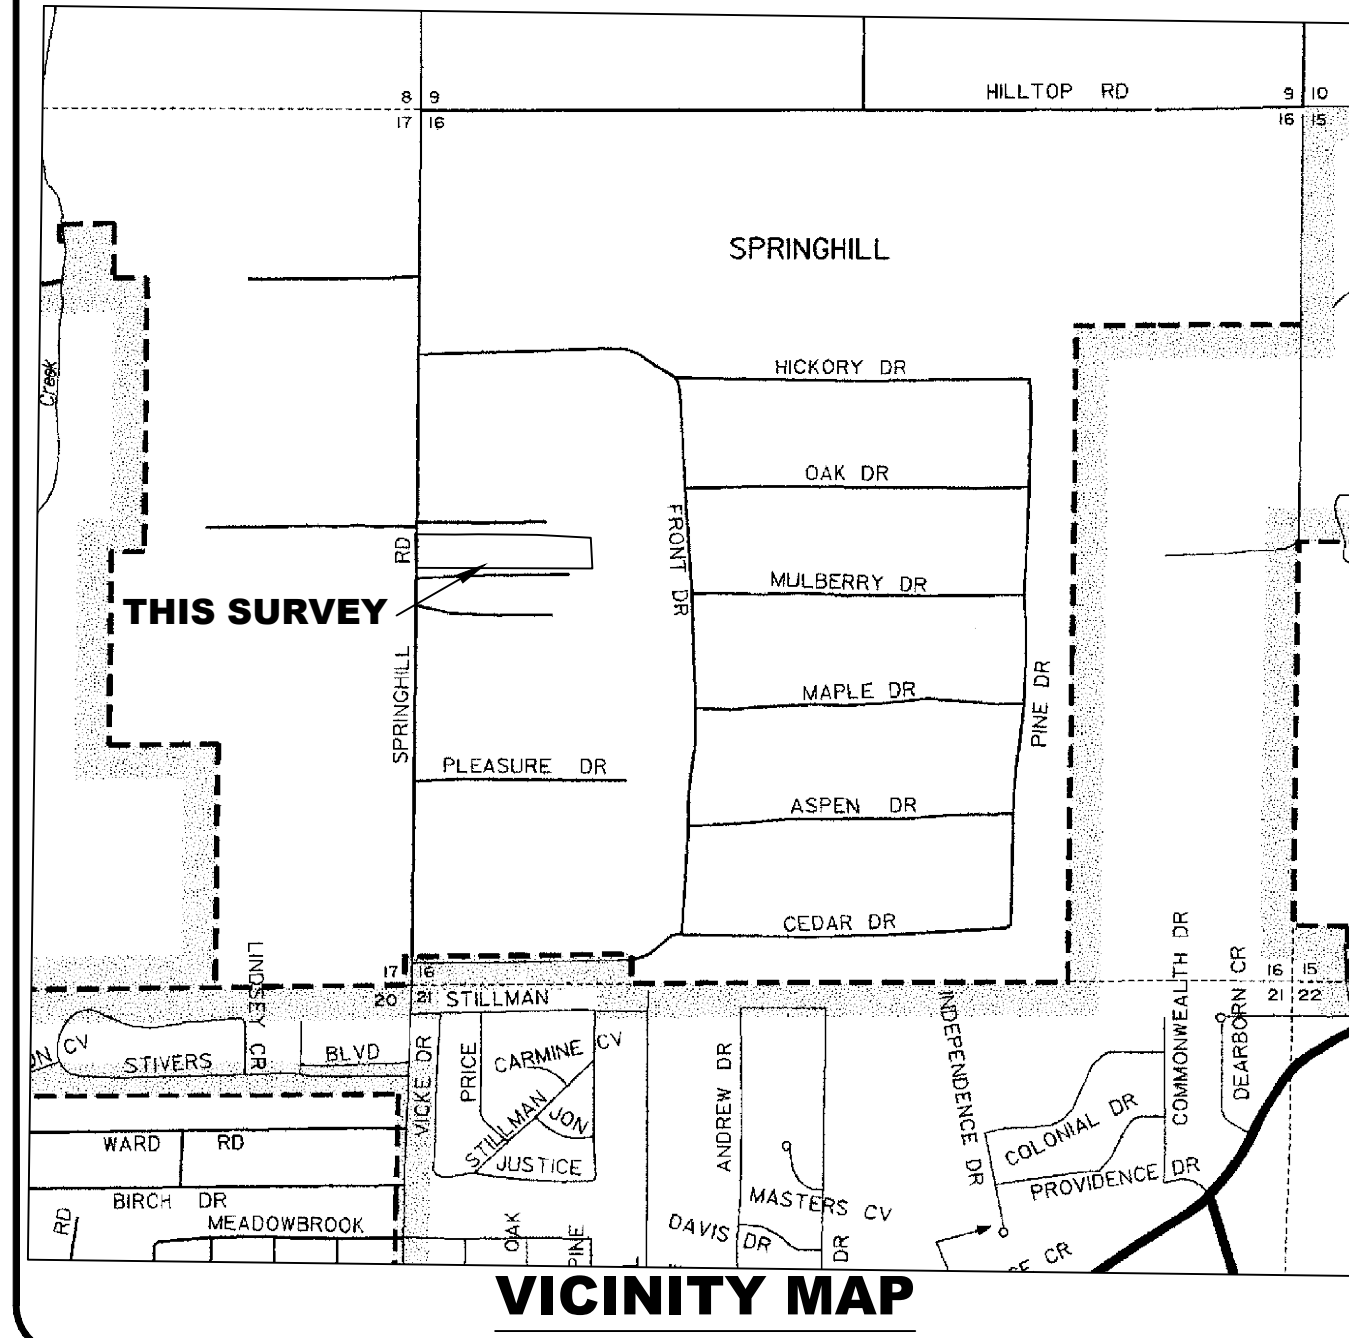 8 9
HILLTOP RD
9 10
17 16
16 15
SPRINGHILL
Creek
HICKORY DR
OAK DR
FRONT DR
RD
MULBERRY DR
THIS SURVEY
SPRINGHILL
MAPLE DR
PINE DR
PLEASURE DR
ASPEN DR
CEDAR DR
COMMONWEALTH DR
DEARBORN CR
LINDSEY CR
17 16
16 15
20 21
STILLMAN
21 22
INDEPENDENCE DR
CV
STIVERS
BLVD
VICKE DR
PRICE
CARMINE CV
ANDREW DR
STILLMAN
JON
COLONIAL DR
WARD RD
JUSTICE
PROVIDENCE DR
BIRCH DR
MASTERS CV
RD
MEADOWBROOK
OAK
PINE
DAVIS DR
DR
CR
VICINITY MAP